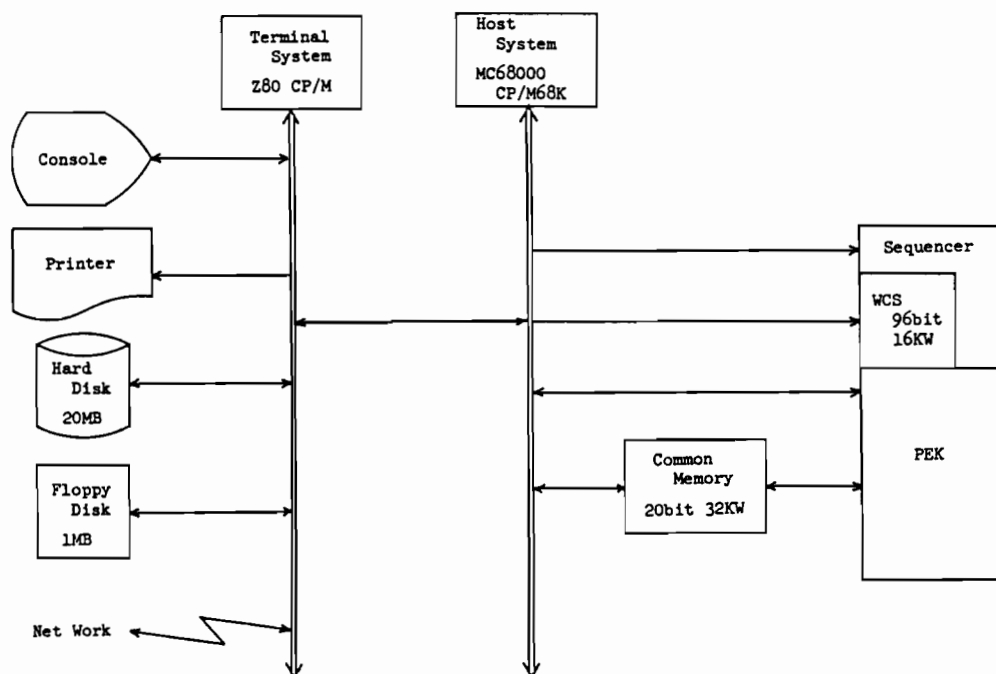 Terminal
System
Z80 CP/M
Host
System
MC68000
CP/M68K
Console
Printer
Hard
Disk
20MB
Floppy
Disk
1MB
Net Work
Sequencer
WCS
96bit
16KW
PEK
Common
Memory
20bit 32KW